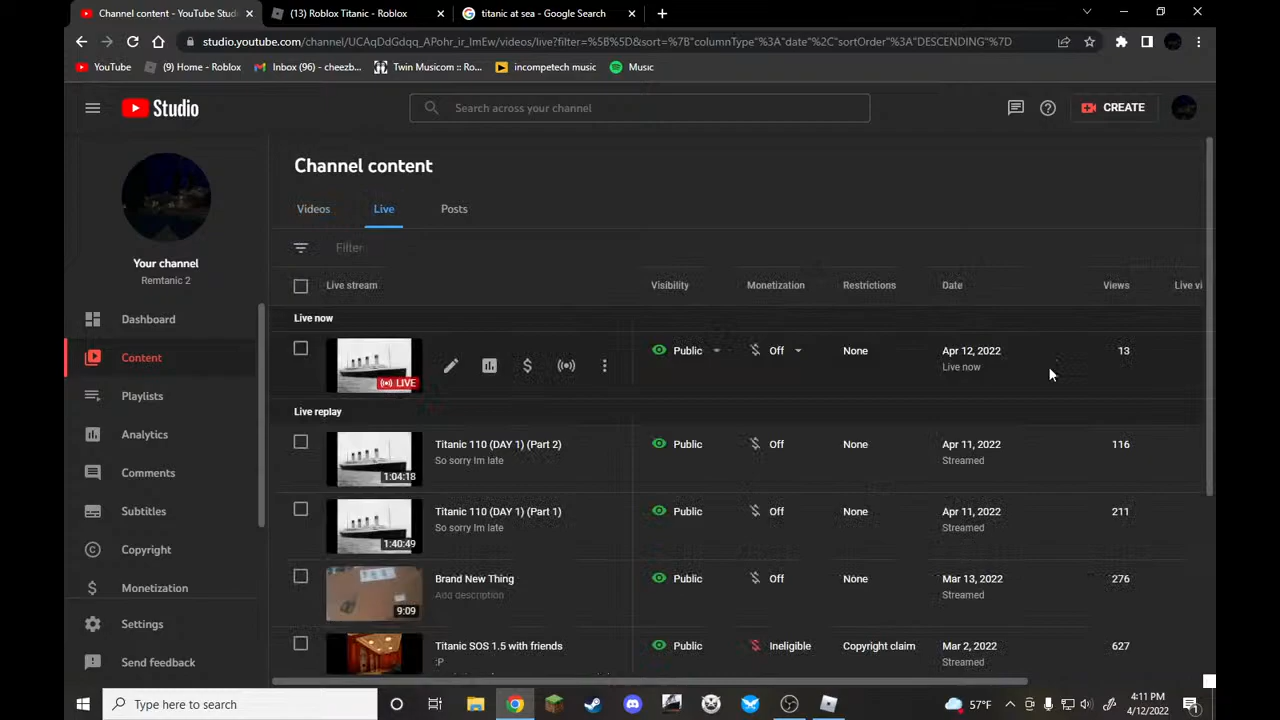 Channel content - YouTube Stud
(13) Roblox Titanic - Roblox
titanic at sea - Google Search
studio.youtube.com/channel/UCAqDdGdqq_APohr_ir_ImEw/videos/live?filter=%5B%5D&sort=%7B"columnType"%3A"date"%2C"sortOrder"%3A"DESCENDING"%7D
YouTube
(9) Home - Roblox
Inbox (96) - cheezb...
Twin Musicom :: Ro...
incompetech music
Music
Studio
Search across your channel
CREATE
Your channel
Remtanic 2
Dashboard
Content
Playlists
Analytics
Comments
Subtitles
Copyright
Monetization
Settings
Send feedback
Channel content
Videos
Live
Posts
Filter
Live stream Visibility Monetization Restrictions Date Views Live vi
Live now
LIVE Public Off None Apr 12, 2022 13
Live now
Live replay
Titanic 110 (DAY 1) (Part 2) Public Off None Apr 11, 2022 116
So sorry Im late Streamed
1:04:18
Titanic 110 (DAY 1) (Part 1) Public Off None Apr 11, 2022 211
So sorry Im late Streamed
1:40:49
Brand New Thing Public Off None Mar 13, 2022 276
Add description Streamed
9:09
Titanic SOS 1.5 with friends Public Ineligible Copyright claim Mar 2, 2022 627
:P Streamed
Type here to search
57°F
4:11 PM
4/12/2022